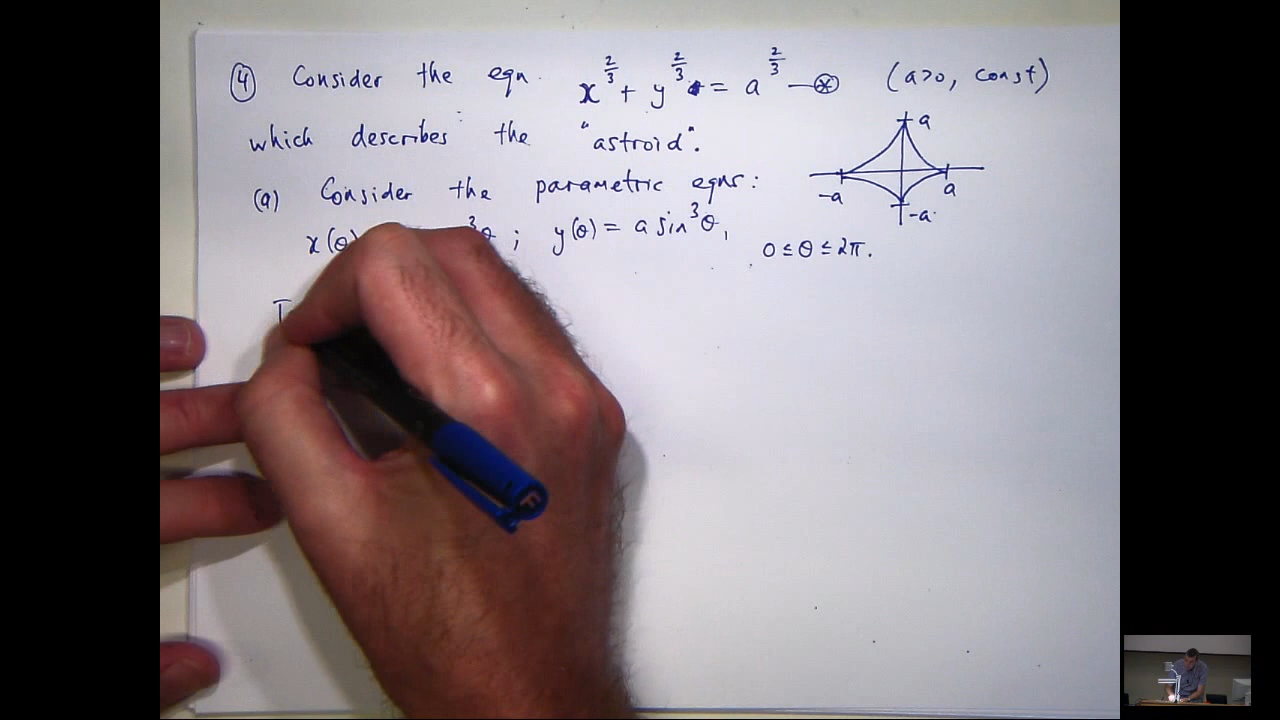 ④ Consider the eqn. x^{2/3} + y^{2/3} = a^{2/3} —⊛ (a>0, const)
which describes the "astroid".
a
-a
a
-a
(a) Consider the parametric eqns:
x(θ) ³θ ; y(θ) = a sin³θ, 0 ≤ θ ≤ 2π.
F